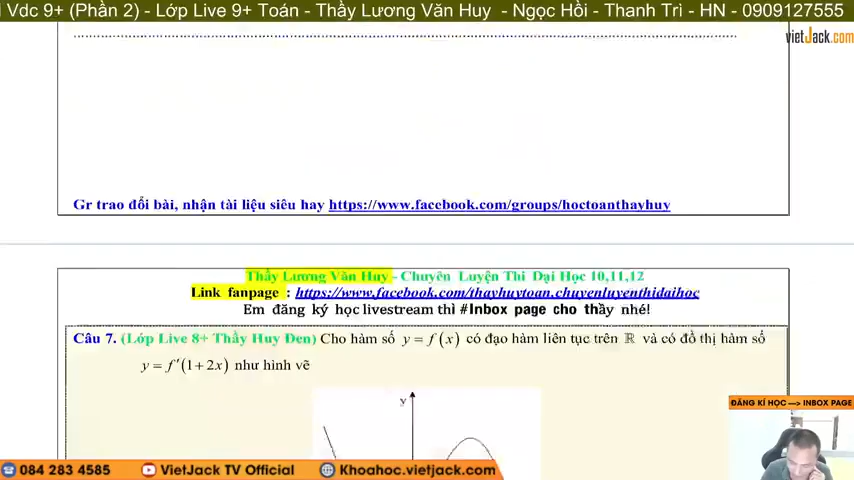 l Vdc 9+ (Phần 2) - Lớp Live 9+ Toán - Thầy Lương Văn Huy - Ngọc Hồi - Thanh Trì - HN - 0909127555
vietJack.com
Gr trao đổi bài, nhận tài liệu siêu hay https://www.facebook.com/groups/hoctoanthayhuy
Thầy Lương Văn Huy - Chuyên Luyện Thi Đại Học 10,11,12
Link fanpage : https://www.facebook.com/thayhuytoan.chuyenluyenthidaihoc
Em đăng ký học livestream thì #Inbox page cho thầy nhé!
Câu 7. (Lớp Live 8+ Thầy Huy Đen) Cho hàm số y = f(x) có đạo hàm liên tục trên ℝ và có đồ thị hàm số
y = f'(1+2x) như hình vẽ
y
ĐĂNG KÍ HỌC ---> INBOX PAGE
084 283 4585 VietJack TV Official Khoahoc.vietjack.com